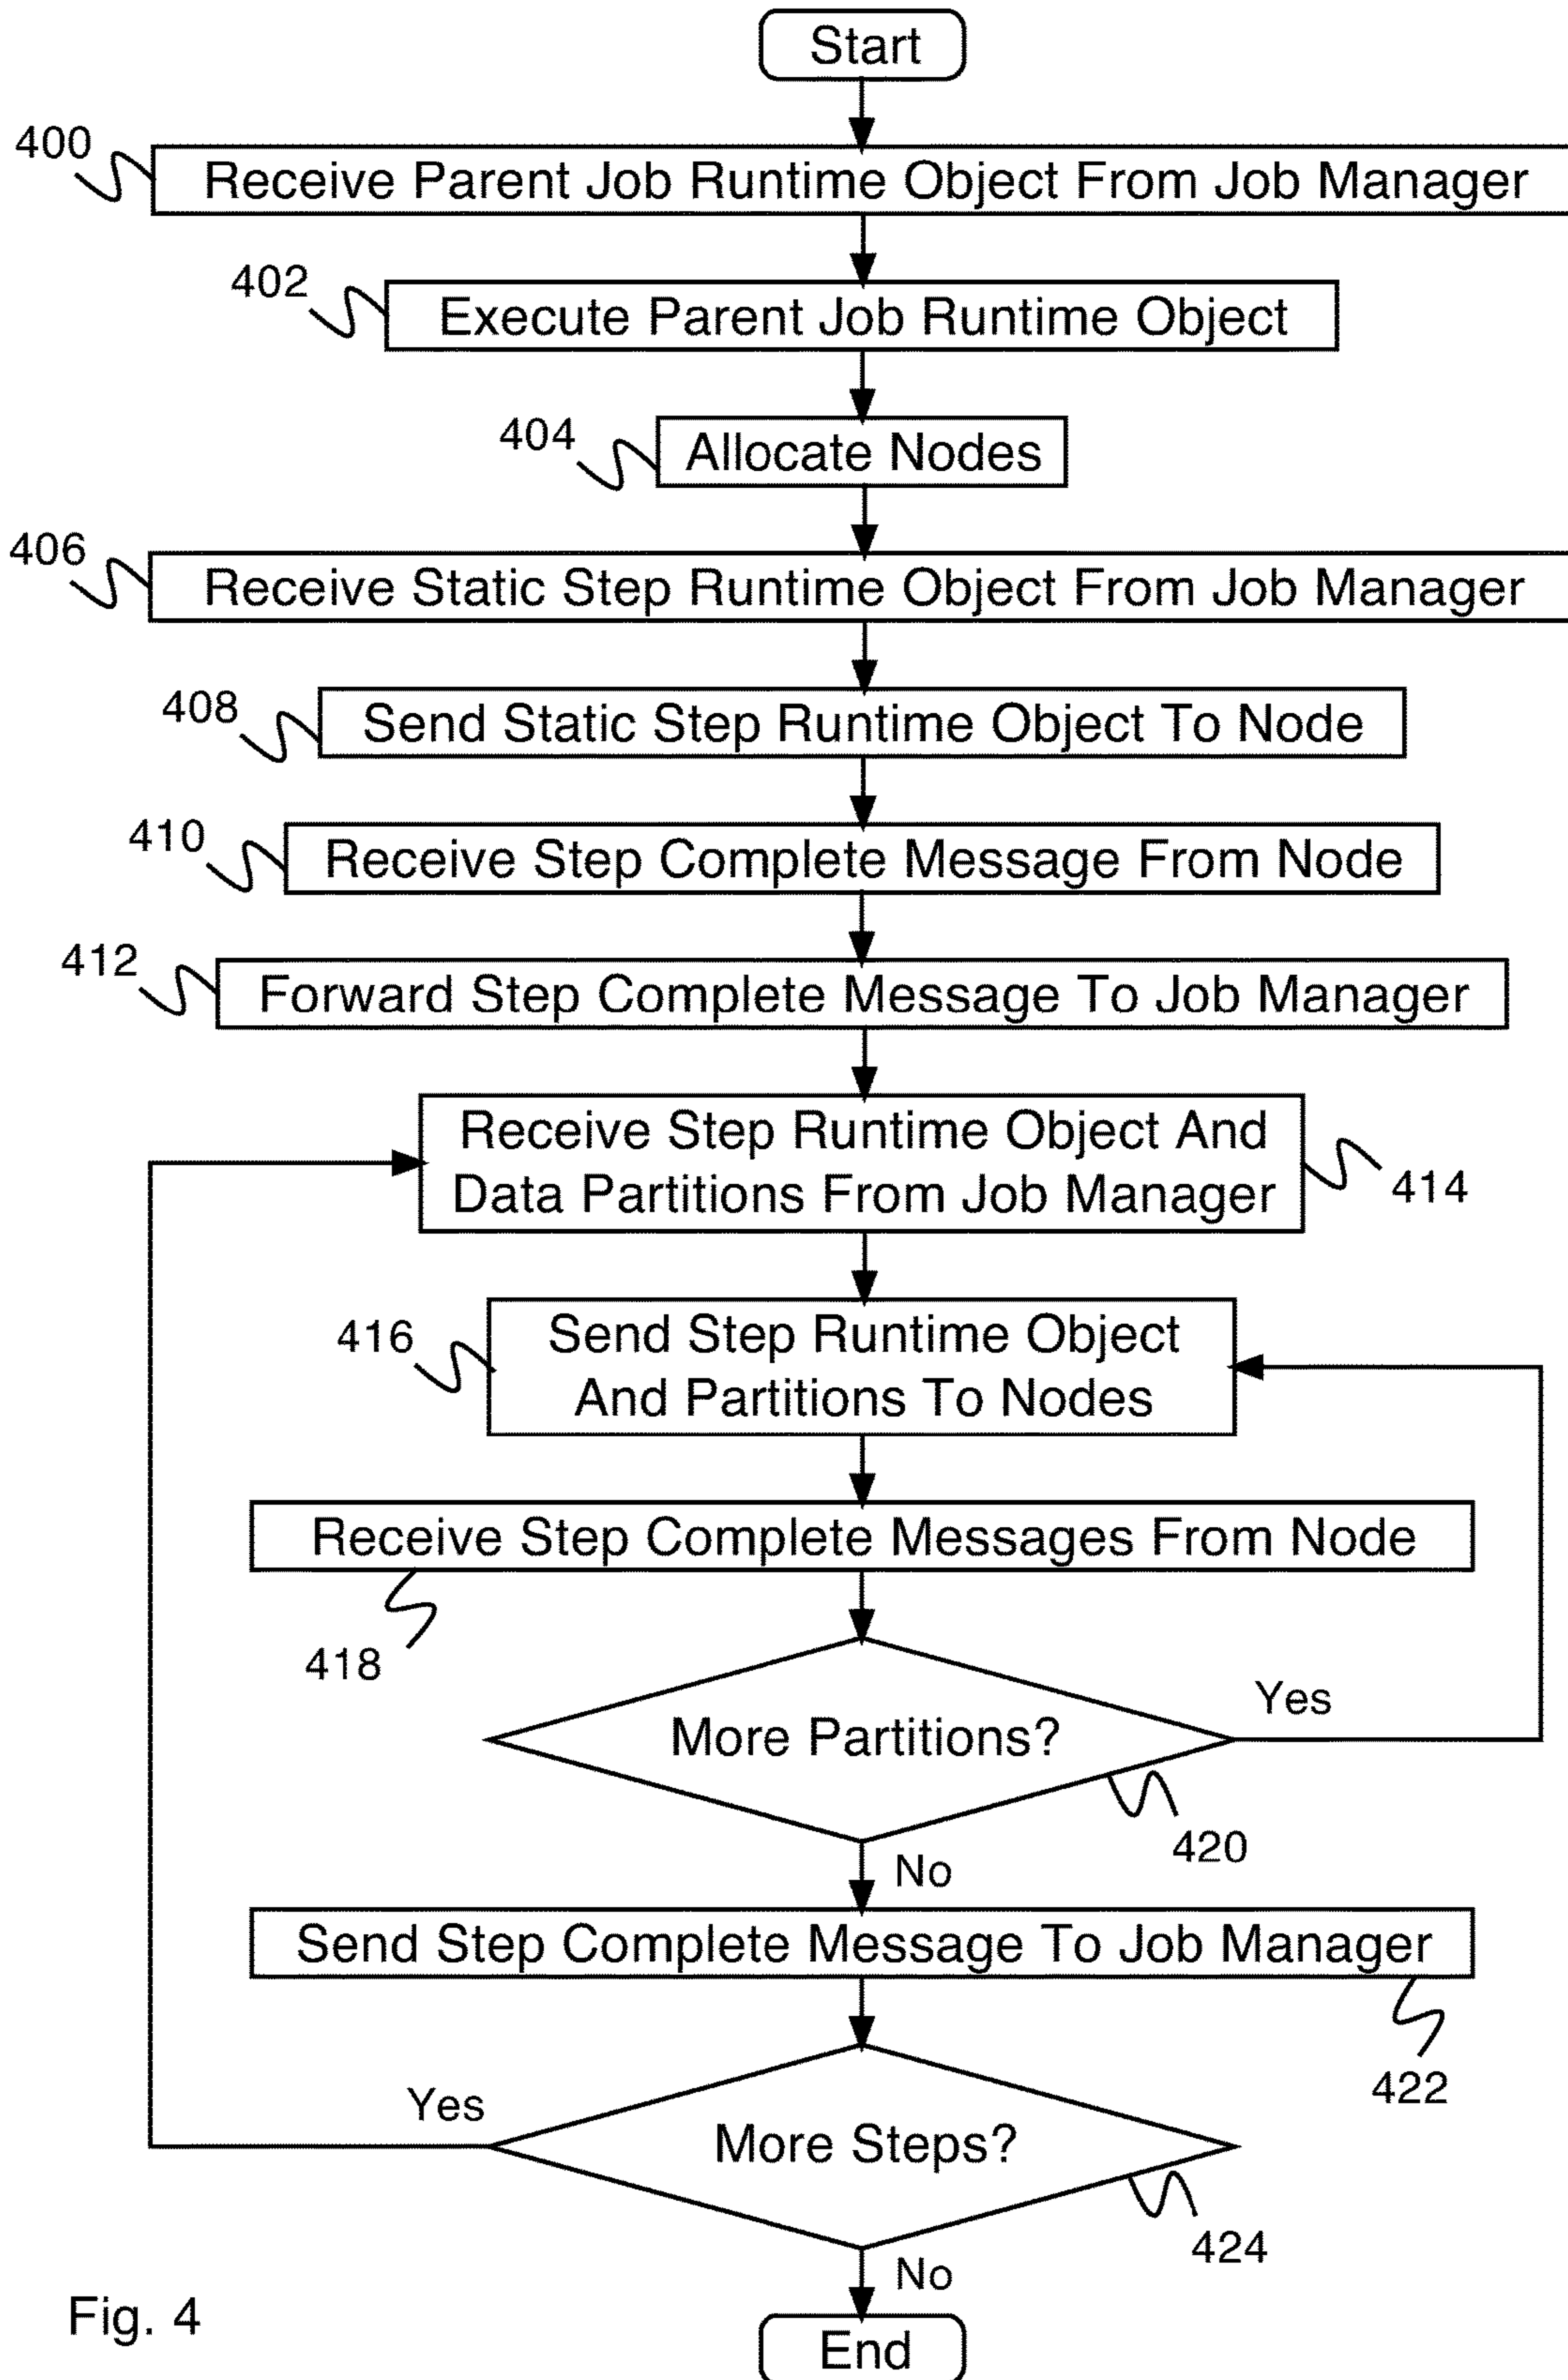 Start
400
Receive Parent Job Runtime Object From Job Manager
402
Execute Parent Job Runtime Object
404
Allocate Nodes
406
Receive Static Step Runtime Object From Job Manager
408
Send Static Step Runtime Object To Node
410
Receive Step Complete Message From Node
412
Forward Step Complete Message To Job Manager
Receive Step Runtime Object And
Data Partitions From Job Manager
414
416
Send Step Runtime Object
And Partitions To Nodes
Receive Step Complete Messages From Node
418
More Partitions?
Yes
420
No
Send Step Complete Message To Job Manager
422
Yes
More Steps?
424
No
End
Fig. 4